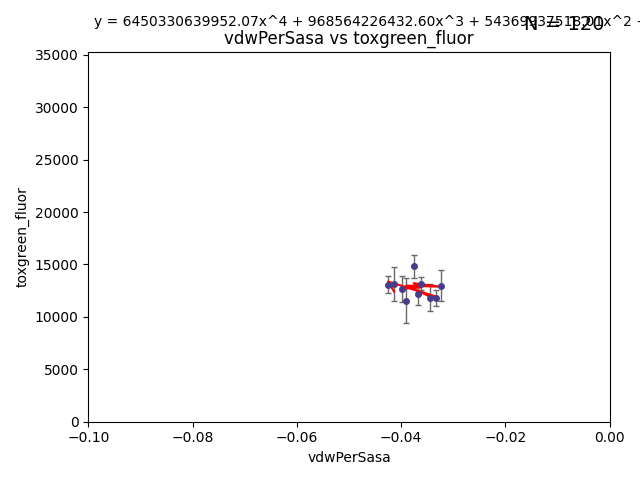 y = 6450330639952.07x^4 + 968564226432.60x^3 +
N = 120
vdwPerSasa vs toxgreen_fluor
35000
30000
25000
20000
15000
10000
5000
0
toxgreen_fluor
−0.10
−0.08
−0.06
−0.04
−0.02
0.00
vdwPerSasa